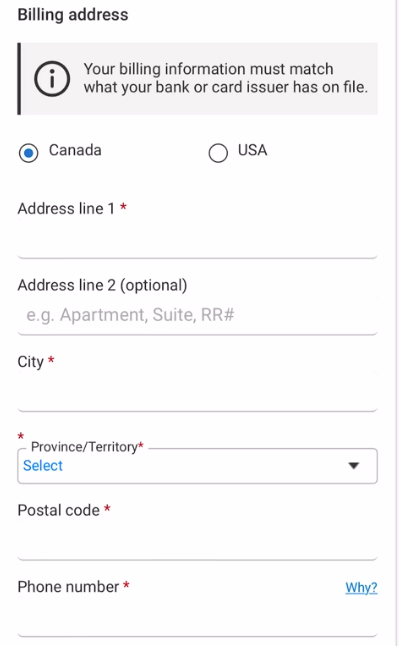 Billing address
Your billing information must match
what your bank or card issuer has on file.
Canada USA
Address line 1 *
Address line 2 (optional)
e.g. Apartment, Suite, RR#
City *
*
Province/Territory*
Select
Postal code *
Phone number * Why?